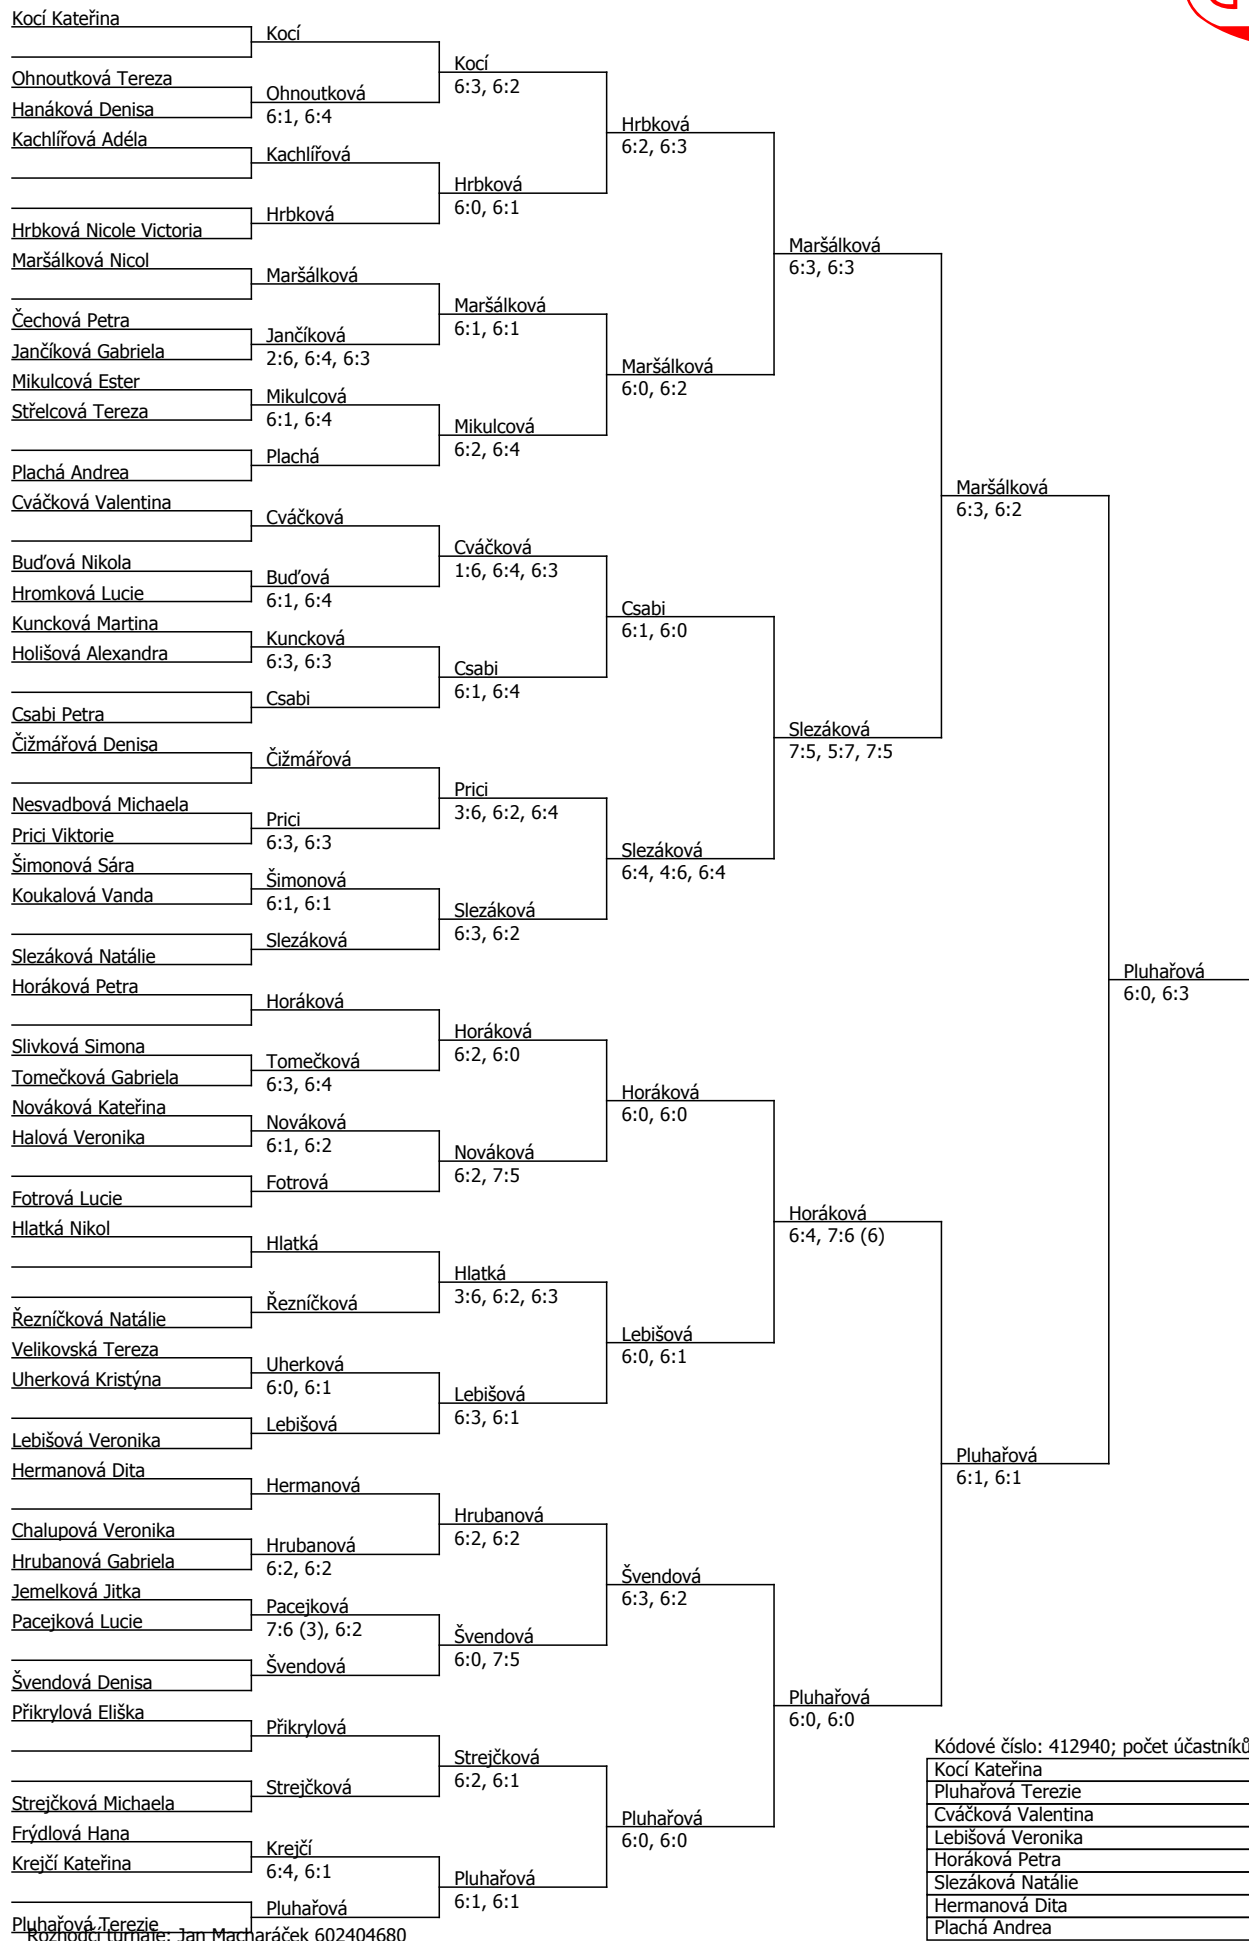 Kocí Kateřina
Ohnoutková Tereza
Hanáková Denisa
Kachlířová Adéla
Hrbková Nicole Victoria
Maršálková Nicol
Čechová Petra
Jančíková Gabriela
Mikulcová Ester
Střelcová Tereza
Plachá Andrea
Cváčková Valentina
Buďová Nikola
Hromková Lucie
Kuncková Martina
Holišová Alexandra
Csabi Petra
Čižmářová Denisa
Nesvadbová Michaela
Prici Viktorie
Šimonová Sára
Koukalová Vanda
Slezáková Natálie
Horáková Petra
Slivková Simona
Tomečková Gabriela
Nováková Kateřina
Halová Veronika
Fotrová Lucie
Hlatká Nikol
Řezníčková Natálie
Velikovská Tereza
Uherková Kristýna
Lebišová Veronika
Hermanová Dita
Chalupová Veronika
Hrubanová Gabriela
Jemelková Jitka
Pacejková Lucie
Švendová Denisa
Přikrylová Eliška
Strejčková Michaela
Frýdlová Hana
Krejčí Kateřina
Pluhařová Terezie
Rozhodčí turnaje: Jan Macharáček 602404680
Kocí
Ohnoutková
6:1, 6:4
Kachlířová
Hrbková
Maršálková
Jančíková
2:6, 6:4, 6:3
Mikulcová
6:1, 6:4
Plachá
Cváčková
Buďová
6:1, 6:4
Kuncková
6:3, 6:3
Csabi
Čižmářová
Prici
6:3, 6:3
Šimonová
6:1, 6:1
Slezáková
Horáková
Tomečková
6:3, 6:4
Nováková
6:1, 6:2
Fotrová
Hlatká
Řezníčková
Uherková
6:0, 6:1
Lebišová
Hermanová
Hrubanová
6:2, 6:2
Pacejková
7:6 (3), 6:2
Švendová
Přikrylová
Strejčková
Krejčí
6:4, 6:1
Pluhařová
Kocí
6:3, 6:2
Hrbková
6:0, 6:1
Maršálková
6:1, 6:1
Mikulcová
6:2, 6:4
Cváčková
1:6, 6:4, 6:3
Csabi
6:1, 6:4
Prici
3:6, 6:2, 6:4
Slezáková
6:3, 6:2
Horáková
6:2, 6:0
Nováková
6:2, 7:5
Hlatká
3:6, 6:2, 6:3
Lebišová
6:3, 6:1
Hrubanová
6:2, 6:2
Švendová
6:0, 7:5
Strejčková
6:2, 6:1
Pluhařová
6:1, 6:1
Hrbková
6:2, 6:3
Maršálková
6:0, 6:2
Csabi
6:1, 6:0
Slezáková
6:4, 4:6, 6:4
Horáková
6:0, 6:0
Lebišová
6:0, 6:1
Švendová
6:3, 6:2
Pluhařová
6:0, 6:0
Maršálková
6:3, 6:3
Slezáková
7:5, 5:7, 7:5
Horáková
6:4, 7:6 (6)
Pluhařová
6:0, 6:0
Maršálková
6:3, 6:2
Pluhařová
6:1, 6:1
Pluhařová
6:0, 6:3
Kódové číslo: 412940; počet účastníků
Kocí Kateřina
Pluhařová Terezie
Cváčková Valentina
Lebišová Veronika
Horáková Petra
Slezáková Natálie
Hermanová Dita
Plachá Andrea